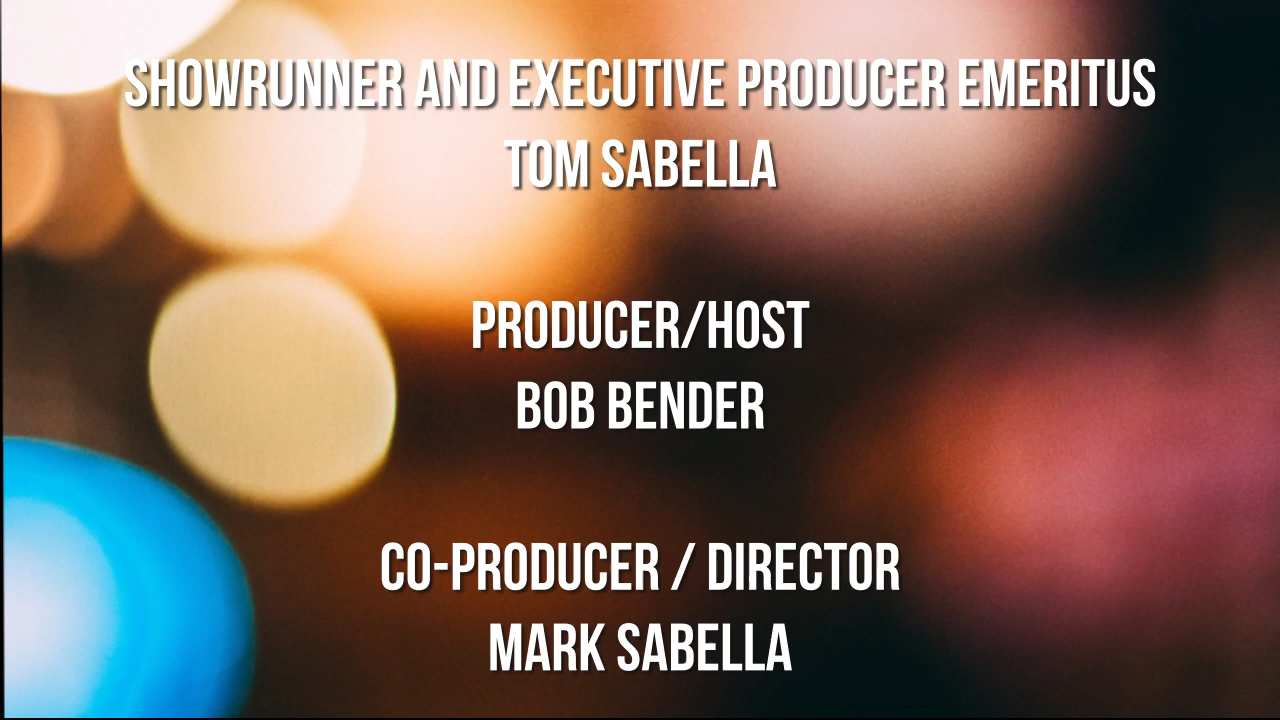 SHOWRUNNER AND EXECUTIVE PRODUCER EMERITUS
TOM SABELLA
PRODUCER/HOST
BOB BENDER
CO-PRODUCER / DIRECTOR
MARK SABELLA